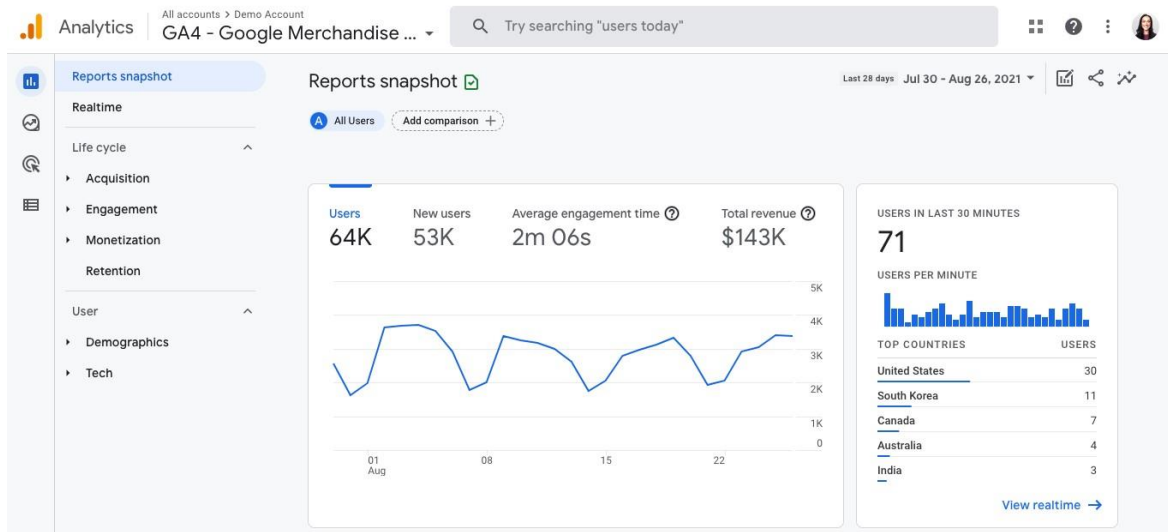 All accounts > Demo Account
Analytics
GA4 - Google Merchandise ...
Try searching "users today"
Reports snapshot
Realtime
Life cycle
Acquisition
Engagement
Monetization
Retention
User
Demographics
Tech
Reports snapshot
Last 28 days Jul 30 - Aug 26, 2021
A All Users
Add comparison +
Users New users Average engagement time Total revenue
64K 53K 2m 06s $143K
5K
4K
3K
2K
1K
0
01 08 15 22
Aug
USERS IN LAST 30 MINUTES
71
USERS PER MINUTE
TOP COUNTRIES USERS
United States 30
South Korea 11
Canada 7
Australia 4
India 3
View realtime →